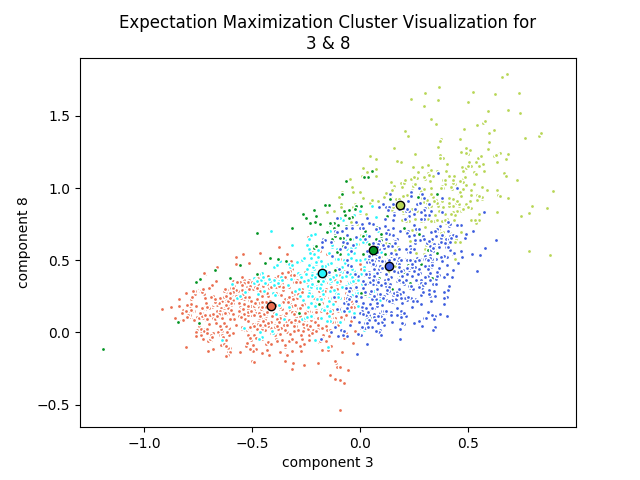 Expectation Maximization Cluster Visualization for
3 & 8
1.5
1.0
0.5
0.0
−0.5
component 8
−1.0
−0.5
0.0
0.5
component 3